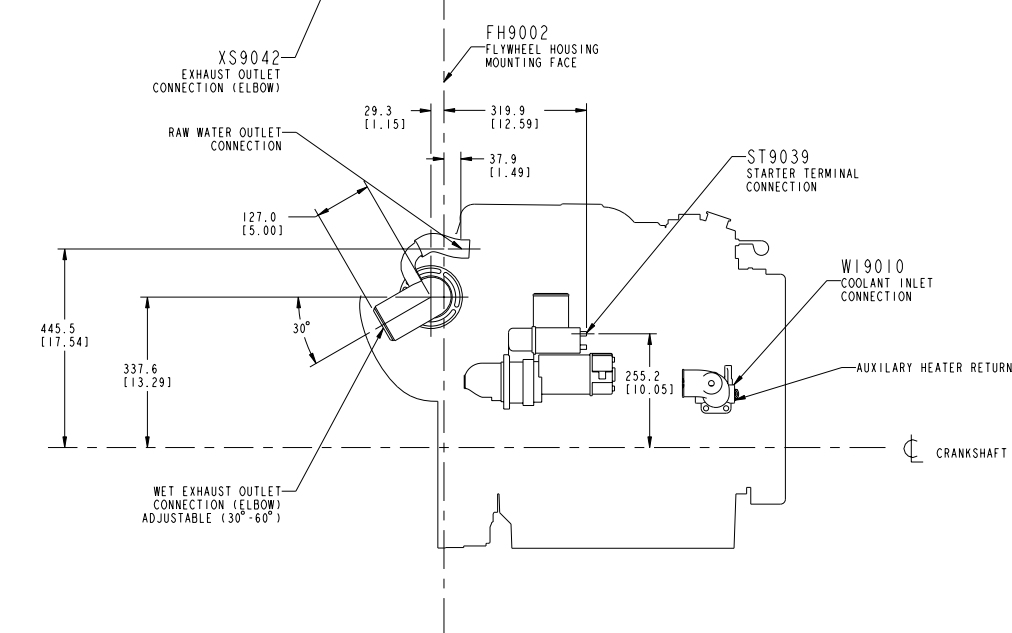 FH9002
FLYWHEEL HOUSING
MOUNTING FACE
XS9042
EXHAUST OUTLET
CONNECTION (ELBOW)
29.3
[1.15]
319.9
[12.59]
RAW WATER OUTLET
CONNECTION
37.9
[1.49]
ST9039
STARTER TERMINAL
CONNECTION
127.0
[5.00]
WI9010
COOLANT INLET
CONNECTION
30°
445.5
[17.54]
337.6
[13.29]
255.2
[10.05]
AUXILARY HEATER RETURN
CRANKSHAFT
WET EXHAUST OUTLET
CONNECTION (ELBOW)
ADJUSTABLE (30°-60°)